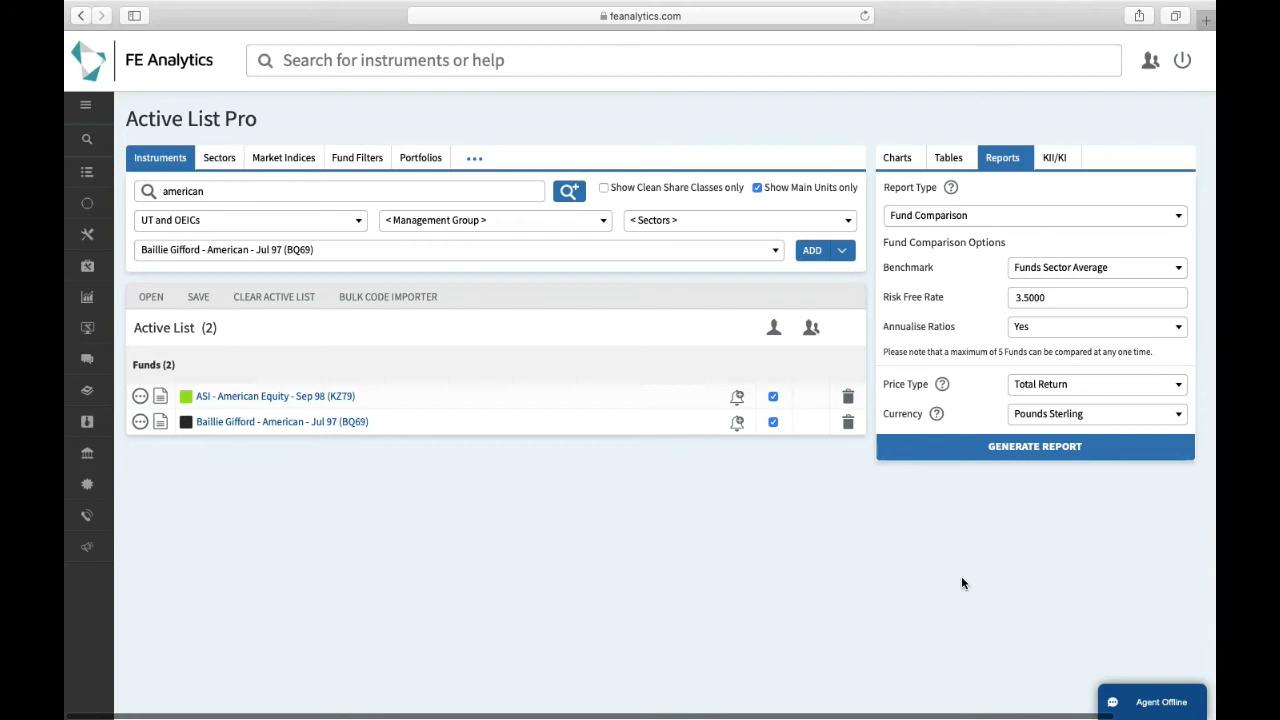 feanalytics.com
FE Analytics
Search for instruments or help
Active List Pro
Instruments Sectors Market Indices Fund Filters Portfolios
american
Show Clean Share Classes only Show Main Units only
UT and OEICs < Management Group > < Sectors >
Baillie Gifford - American - Jul 97 (BQ69) ADD
OPEN SAVE CLEAR ACTIVE LIST BULK CODE IMPORTER
Active List (2)
Funds (2)
ASI - American Equity - Sep 98 (KZ79)
Baillie Gifford - American - Jul 97 (BQ69)
Charts Tables Reports KII/KI
Report Type ?
Fund Comparison
Fund Comparison Options
Benchmark Funds Sector Average
Risk Free Rate 3.5000
Annualise Ratios Yes
Please note that a maximum of 5 Funds can be compared at any one time.
Price Type ? Total Return
Currency ? Pounds Sterling
GENERATE REPORT
Agent Offline